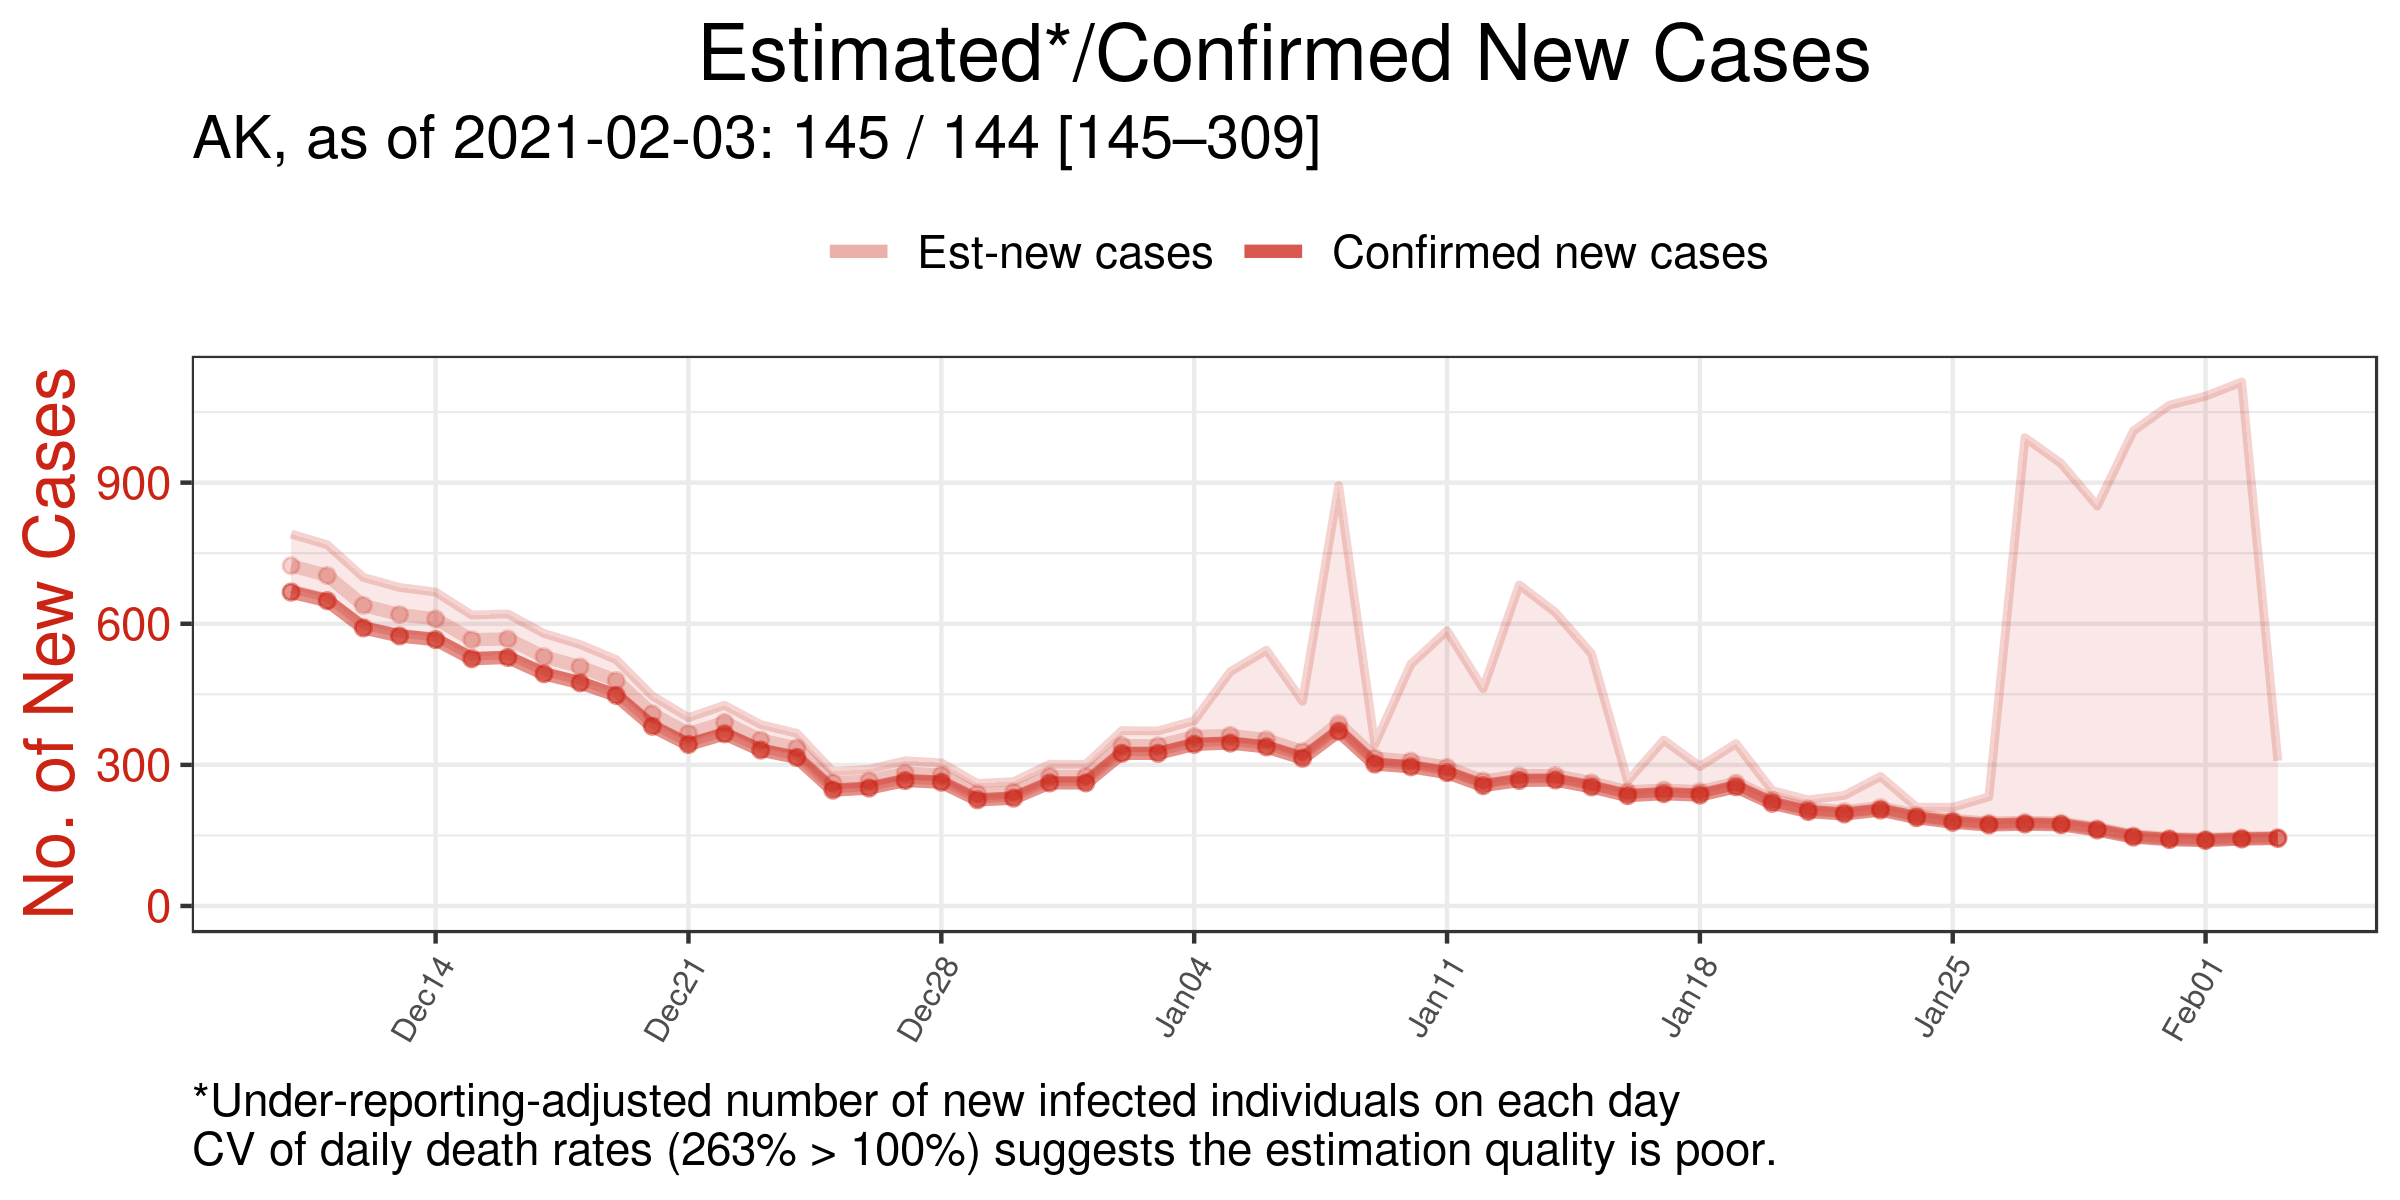 Estimated*/Confirmed New Cases
AK, as of 2021-02-03: 145 / 144 [145–309]
Est-new cases Confirmed new cases
No. of New Cases
900
600
300
0
Dec14 Dec21 Dec28 Jan04 Jan11 Jan18 Jan25 Feb01
*Under-reporting-adjusted number of new infected individuals on each day
CV of daily death rates (263% > 100%) suggests the estimation quality is poor.